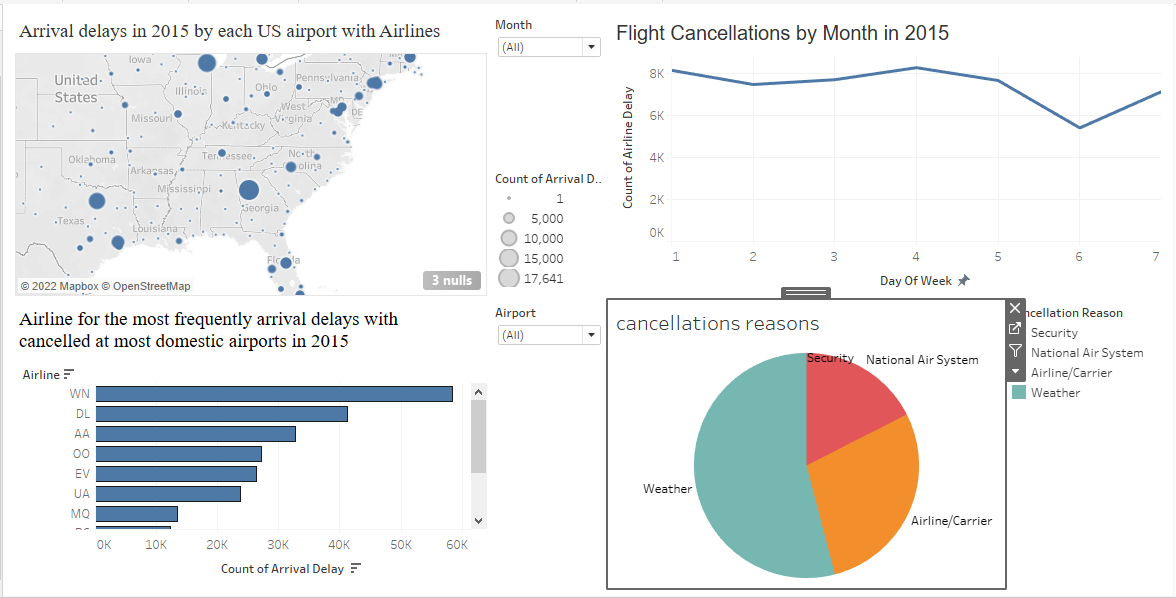 Arrival delays in 2015 by each US airport with Airlines
Iowa
United
States
Illinois
Ohio
Pennsylvania
MD
DE
West
Virginia
Missouri
Kentucky
Oklahoma
Tennessee
North
Carolina
Arkansas
Mississippi
Georgia
Texas
Louisiana
Florida
3 nulls
© 2022 Mapbox © OpenStreetMap
Month
(All)
Count of Arrival D..
1
5,000
10,000
15,000
17,641
Airport
(All)
Flight Cancellations by Month in 2015
Count of Airline Delay
8K
6K
4K
2K
0K
1 2 3 4 5 6 7
Day Of Week
Airline for the most frequently arrival delays with
cancelled at most domestic airports in 2015
Airline
WN
DL
AA
OO
EV
UA
MQ
0K 10K 20K 30K 40K 50K 60K
Count of Arrival Delay
cancellations reasons
Security
National Air System
Weather
Airline/Carrier
ncellation Reason
Security
National Air System
Airline/Carrier
Weather